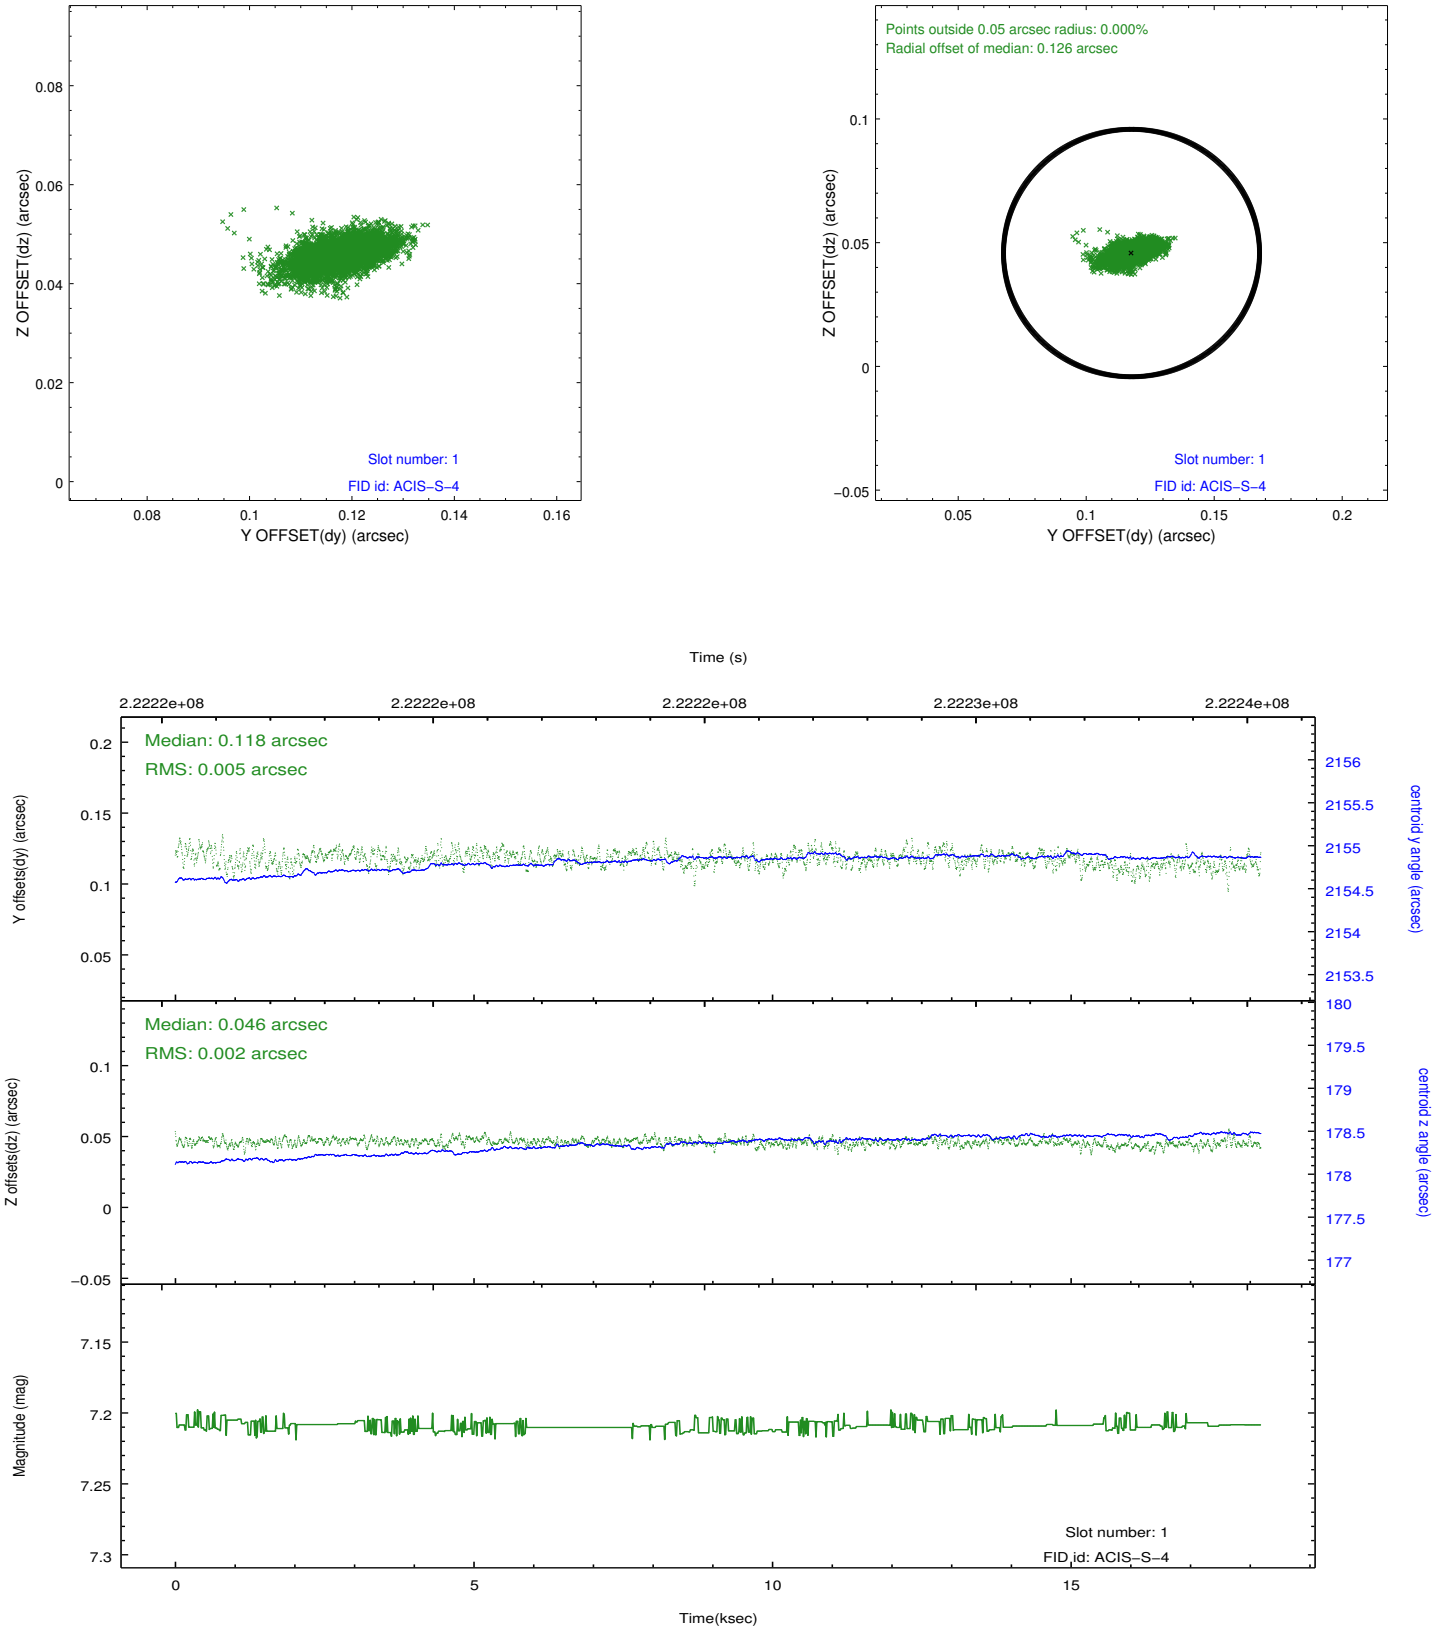 0.08
0.06
0.04
0.02
0
Z OFFSET(dz) (arcsec)
Slot number: 1
FID id: ACIS−S−4
0.08 0.1 0.12 0.14 0.16
Y OFFSET(dy) (arcsec)
Points outside 0.05 arcsec radius: 0.000%
Radial offset of median: 0.126 arcsec
0.1
0.05
0
−0.05
Z OFFSET(dz) (arcsec)
Slot number: 1
FID id: ACIS−S−4
0.05 0.1 0.15 0.2
Y OFFSET(dy) (arcsec)
Time (s)
2.2222e+08 2.2222e+08 2.2222e+08 2.2223e+08 2.2224e+08
Median: 0.118 arcsec
RMS: 0.005 arcsec
0.2
0.15
0.1
0.05
Y offsets(dy) (arcsec)
2156
2155.5
2155
2154.5
2154
2153.5
centroid y angle (arcsec)
Median: 0.046 arcsec
RMS: 0.002 arcsec
0.1
0.05
0
−0.05
Z offsets(dz) (arcsec)
180
179.5
179
178.5
178
177.5
177
centroid z angle (arcsec)
7.15
7.2
7.25
7.3
Magnitude (mag)
Slot number: 1
FID id: ACIS−S−4
0 5 10 15
Time(ksec)